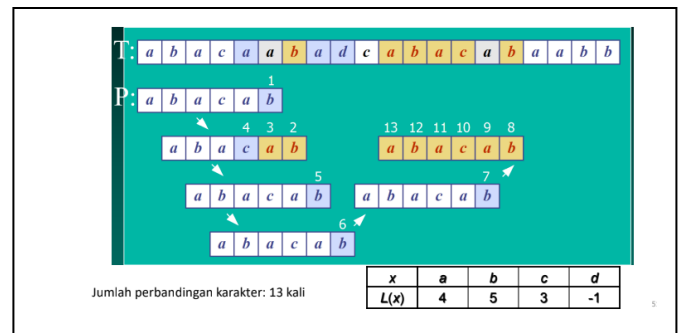 T: a b a c a a b a d c a b a c a b a a b b
P: a b a c a b
1
4 3 2
a b a c a b
13 12 11 10 9 8
a b a c a b
5
a b a c a b
7
a b a c a b
6
a b a c a b
Jumlah perbandingan karakter: 13 kali
x a b c d
L(x) 4 5 3 -1
5